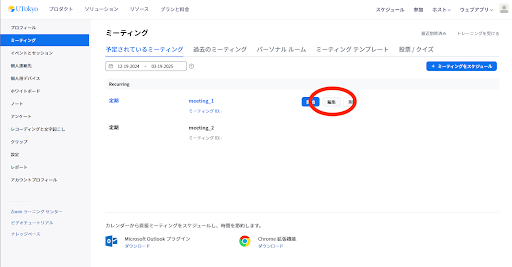 UTokyo プロダクト ソリューション リソース プランと料金 スケジュール 参加 ホスト ウェブアプリ
プロフィール
ミーティング
イベントとセッション
個人連絡先
個人用デバイス
ホワイトボード
ノート
アンケート
レコーディングと文字起こし
クリップ
設定
レポート
アカウントプロフィール
Zoom ラーニング センター
ビデオチュートリアル
ナレッジベース
ミーティング
トレーニングを受ける
予定されているミーティング 過去のミーティング パーソナル ルーム ミーティング テンプレート 投票 / クイズ
12-19-2024 ~ 03-19-2025
+ ミーティングをスケジュール
Recurring
定期 meeting_1 編集
ミーティング ID:
定期 meeting_2
ミーティング ID:
カレンダーから直接ミーティングをスケジュールし、時間を節約します。
Microsoft Outlook プラグイン
ダウンロード
Chrome 拡張機能
ダウンロード